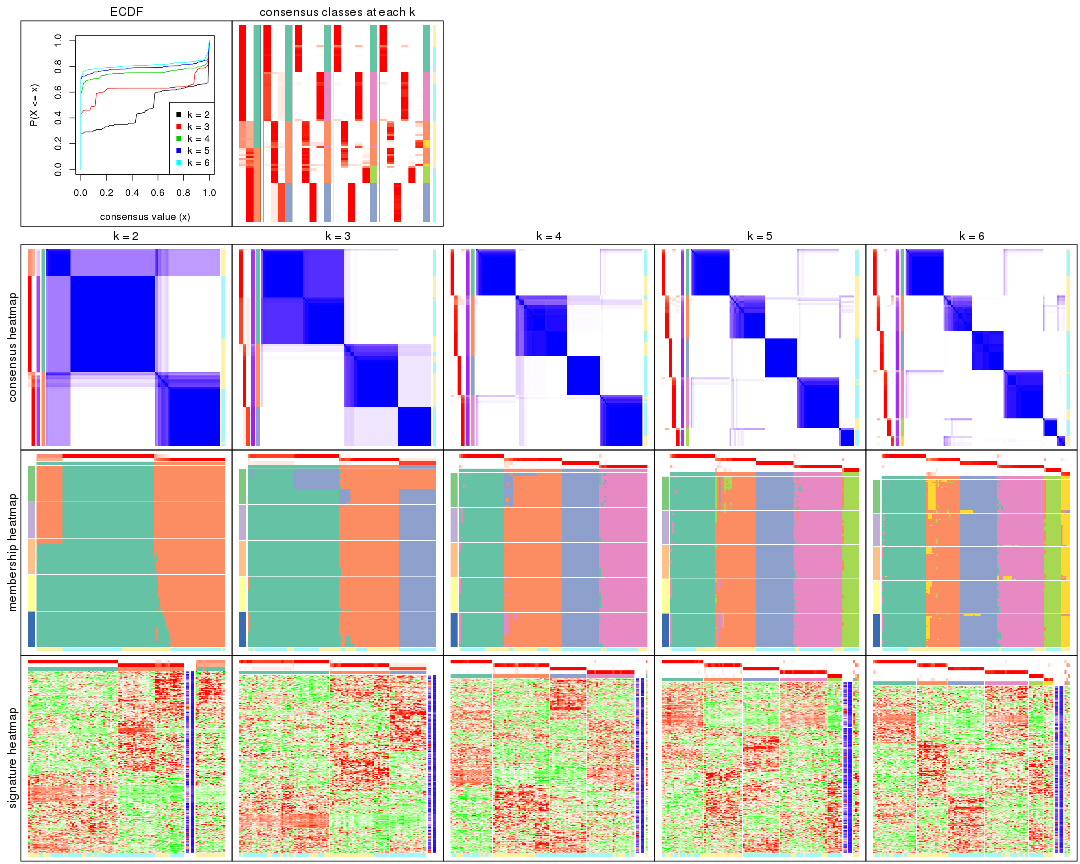 ECDF
consensus classes at each k
P(X <= x)
0.0 0.2 0.4 0.6 0.8 1.0
k = 2
k = 3
k = 4
k = 5
k = 6
0.0 0.2 0.4 0.6 0.8 1.0
consensus value (x)
k = 2
k = 3
k = 4
k = 5
k = 6
consensus heatmap
membership heatmap
signature heatmap